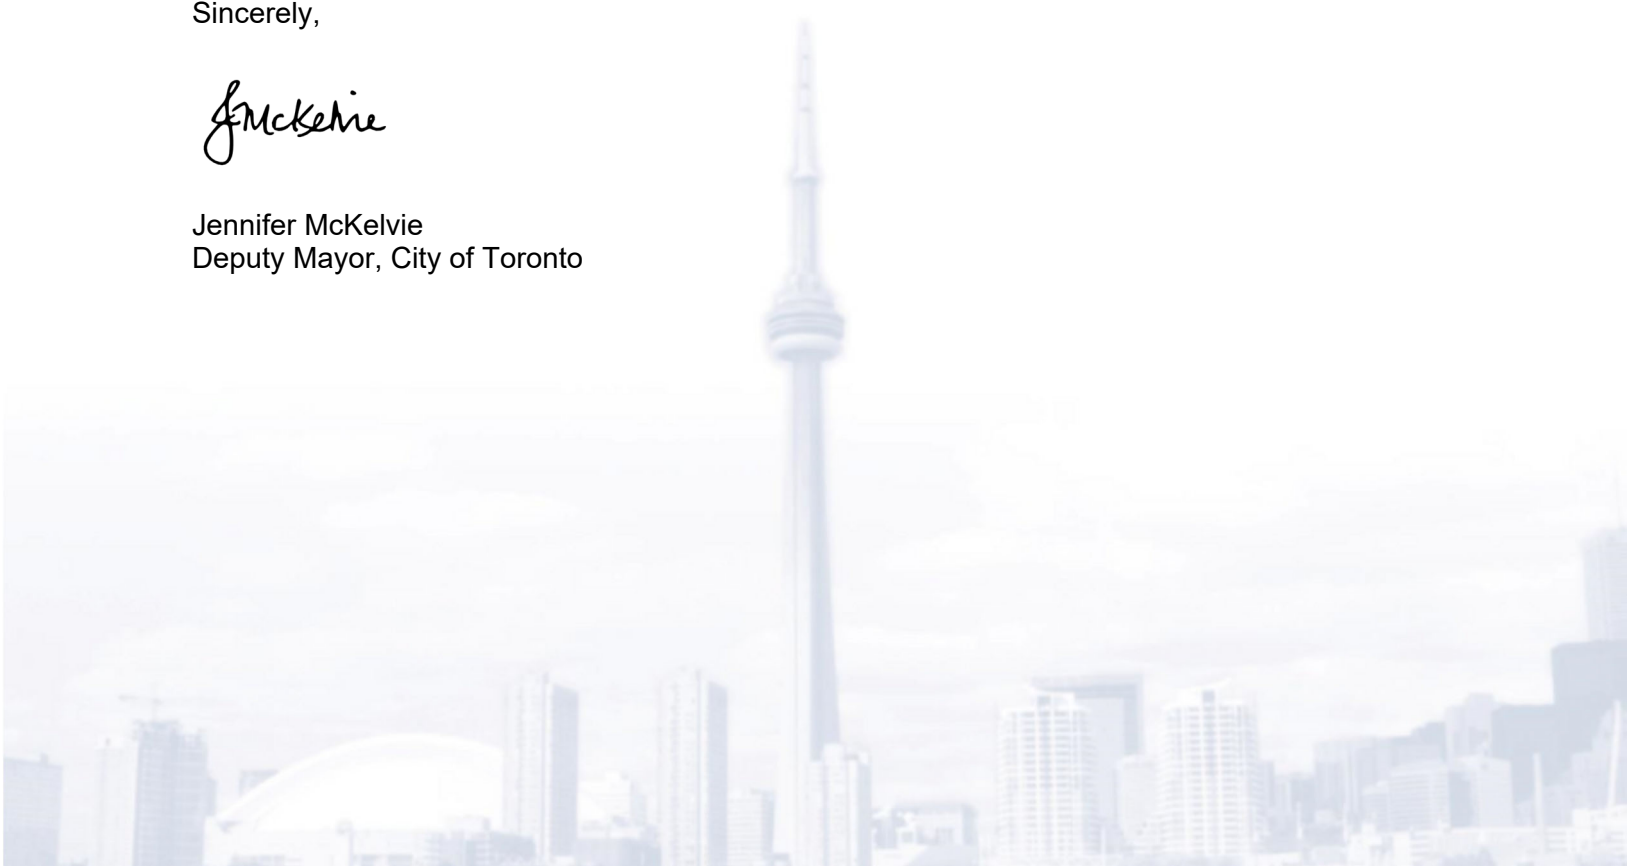 Sincerely,
JMcKelvie
Jennifer McKelvie
Deputy Mayor, City of Toronto